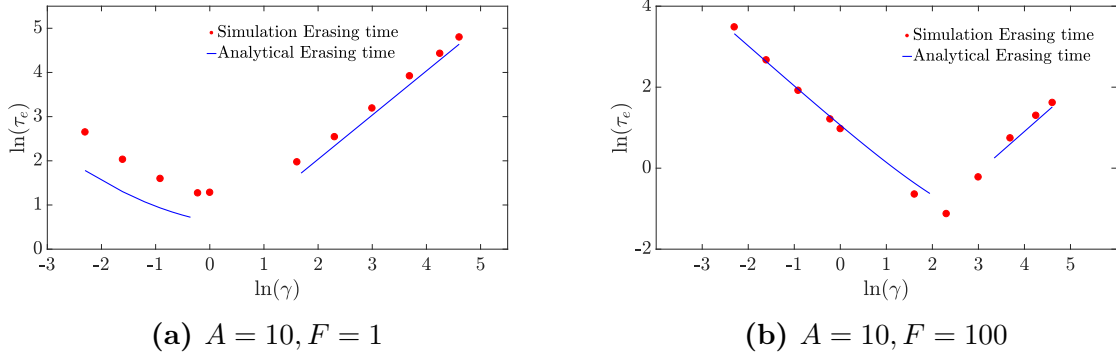 5
4
3
2
1
0
ln(τ_e)
• Simulation Erasing time
—Analytical Erasing time
-3 -2 -1 0 1 2 3 4 5
ln(γ)
(a) A = 10, F = 1
4
2
0
-2
ln(τ_e)
• Simulation Erasing time
—Analytical Erasing time
-3 -2 -1 0 1 2 3 4 5
ln(γ)
(b) A = 10, F = 100